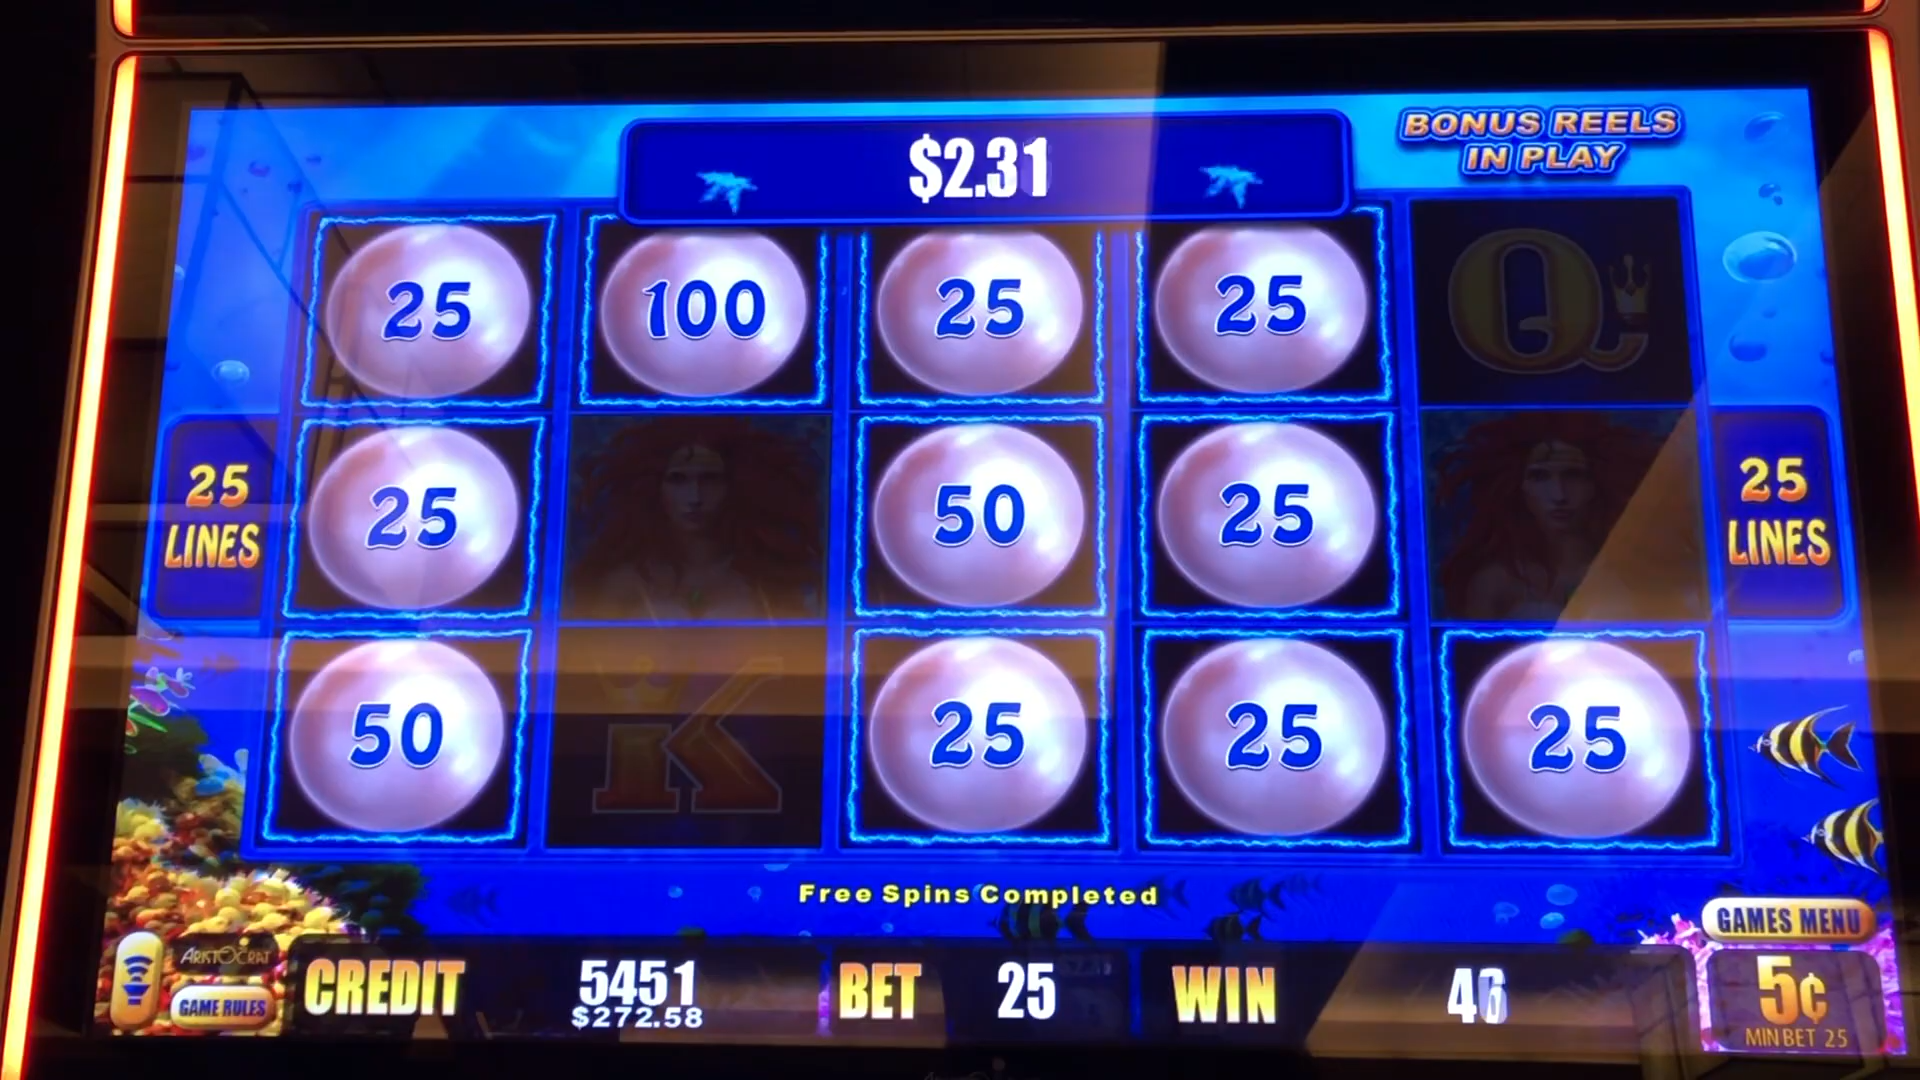 $2.31
BONUS REELS
IN PLAY
25 100 25 25 Q
25 50 25
50 K 25 25 25
25
LINES
25
LINES
Free Spins Completed
GAMES MENU
ARISTOCRAT
GAME RULES
CREDIT 5451 BET 25 WIN
$272.58
5¢
MIN BET 25